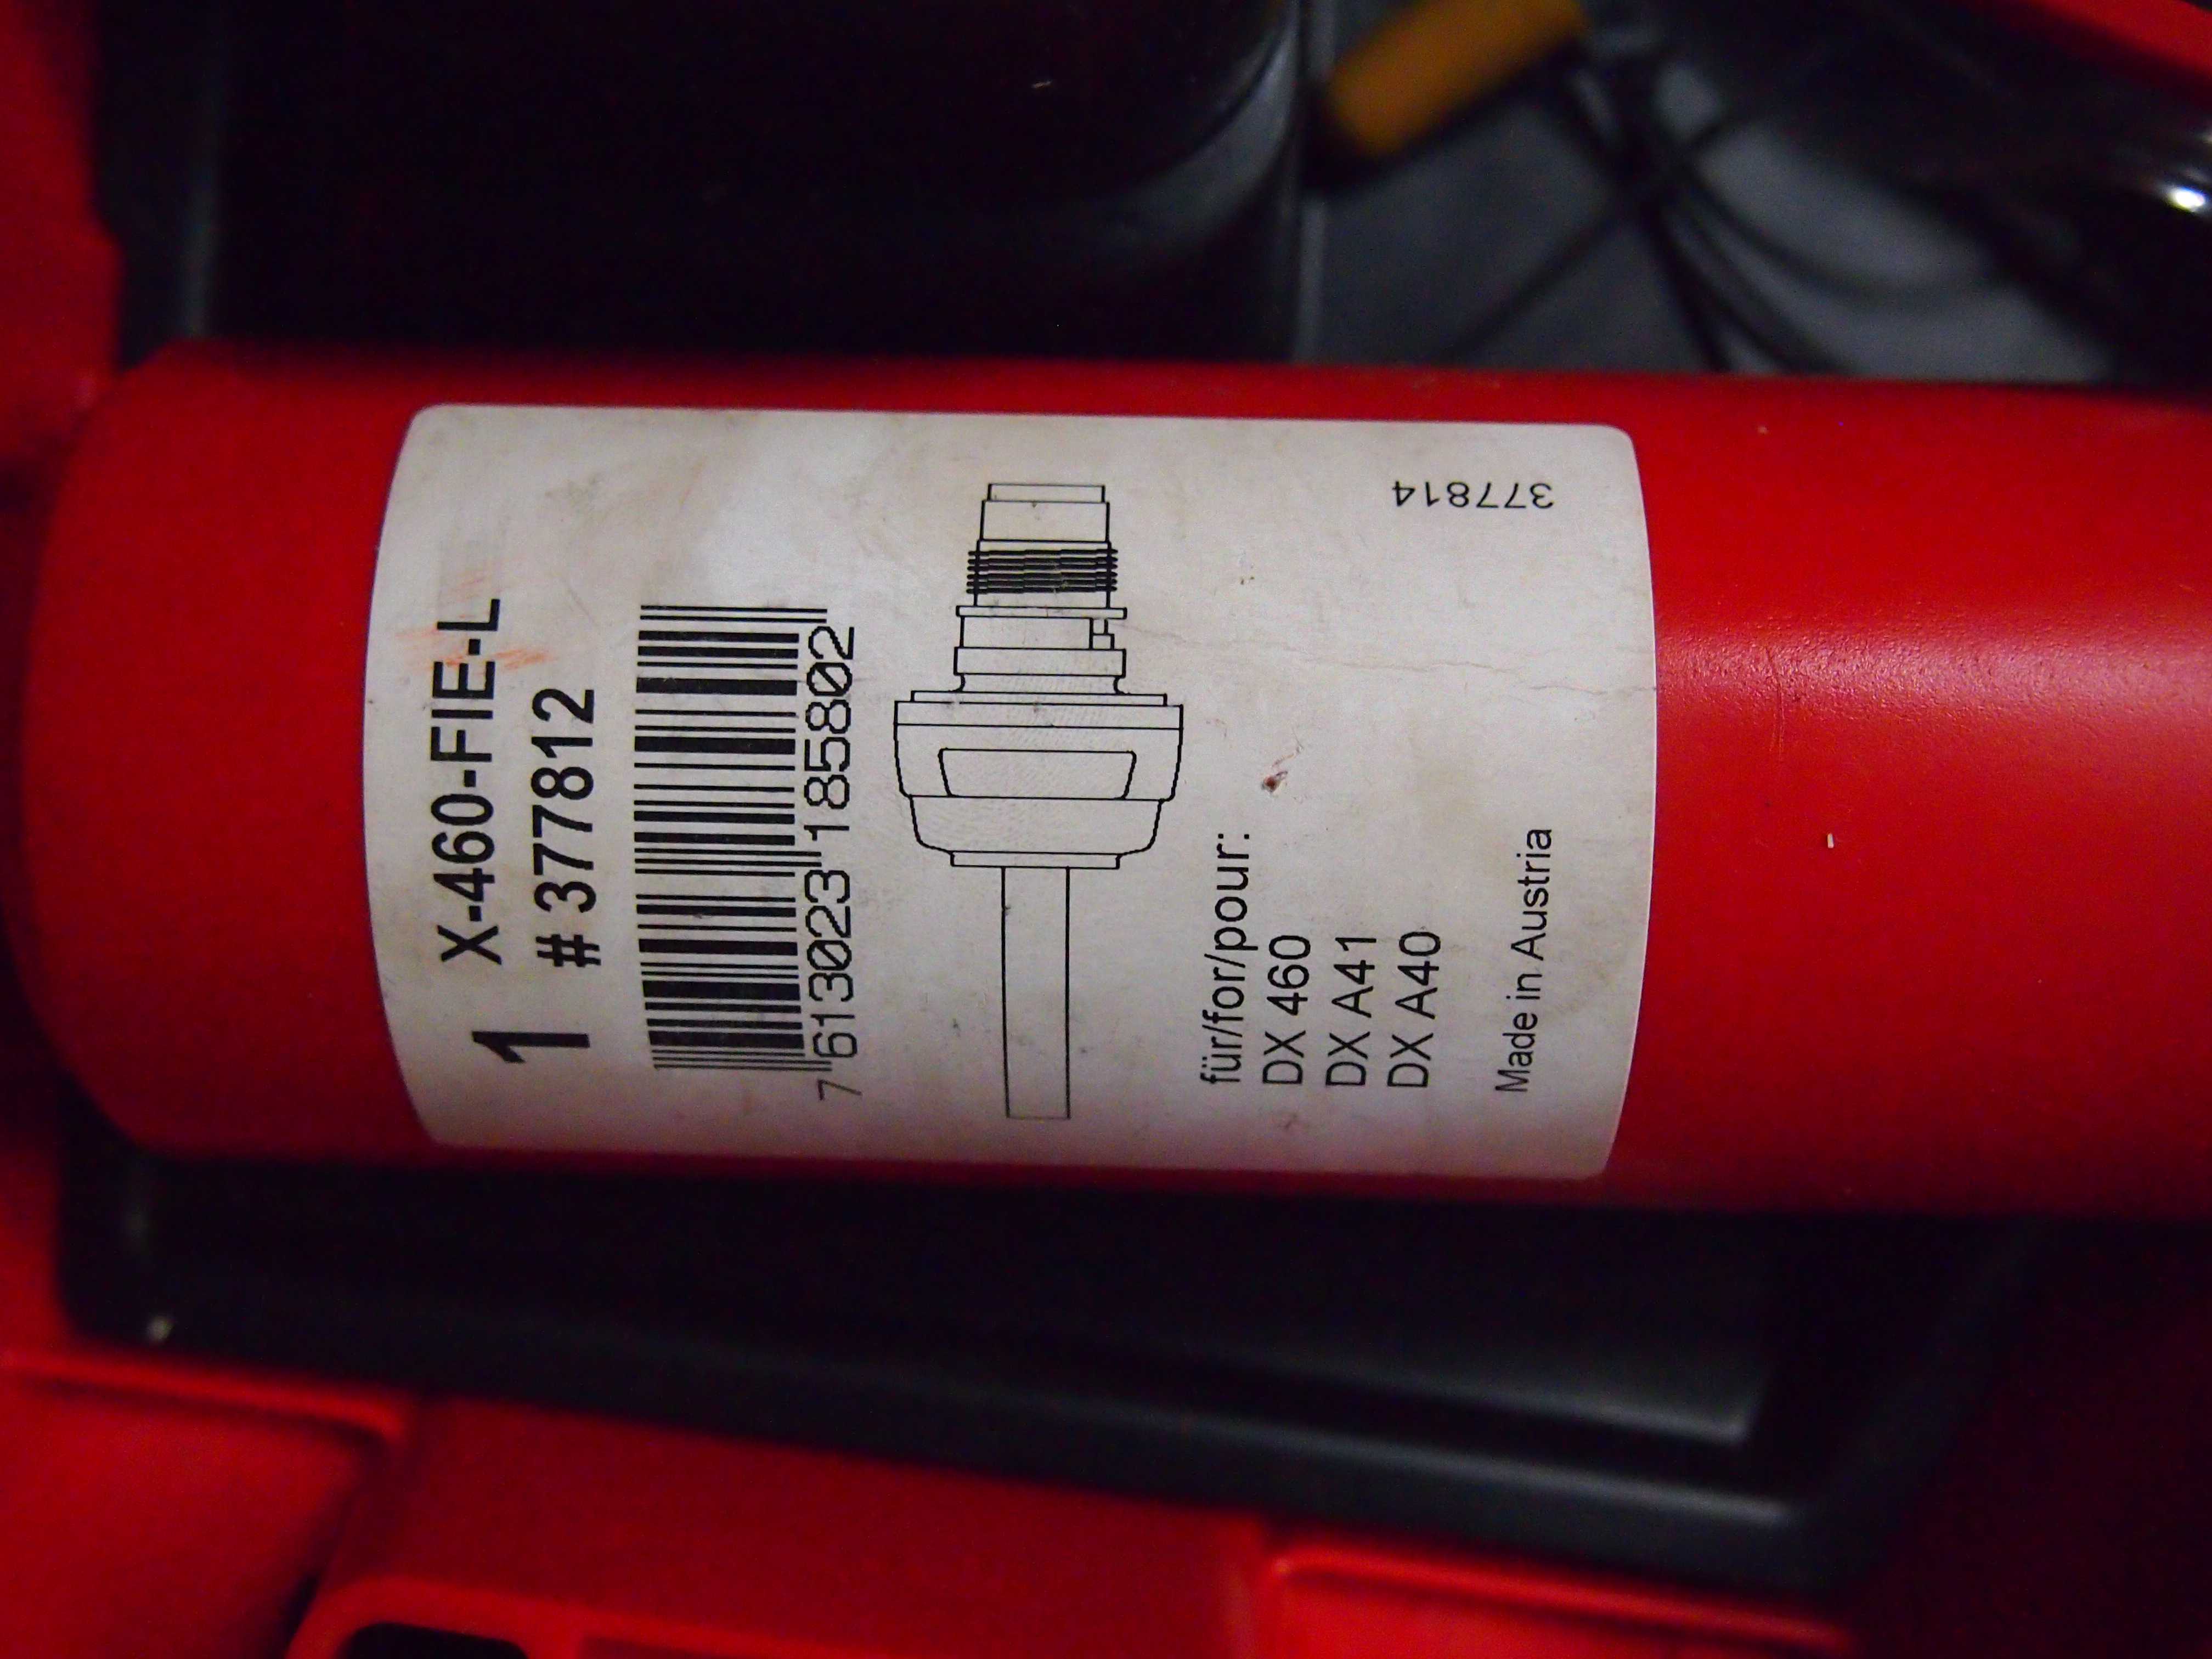 1 X-460-FIE-L
#377812
7 613023 185802
für/for/pour:
DX 460
DX A41
DX A40
Made in Austria
377814